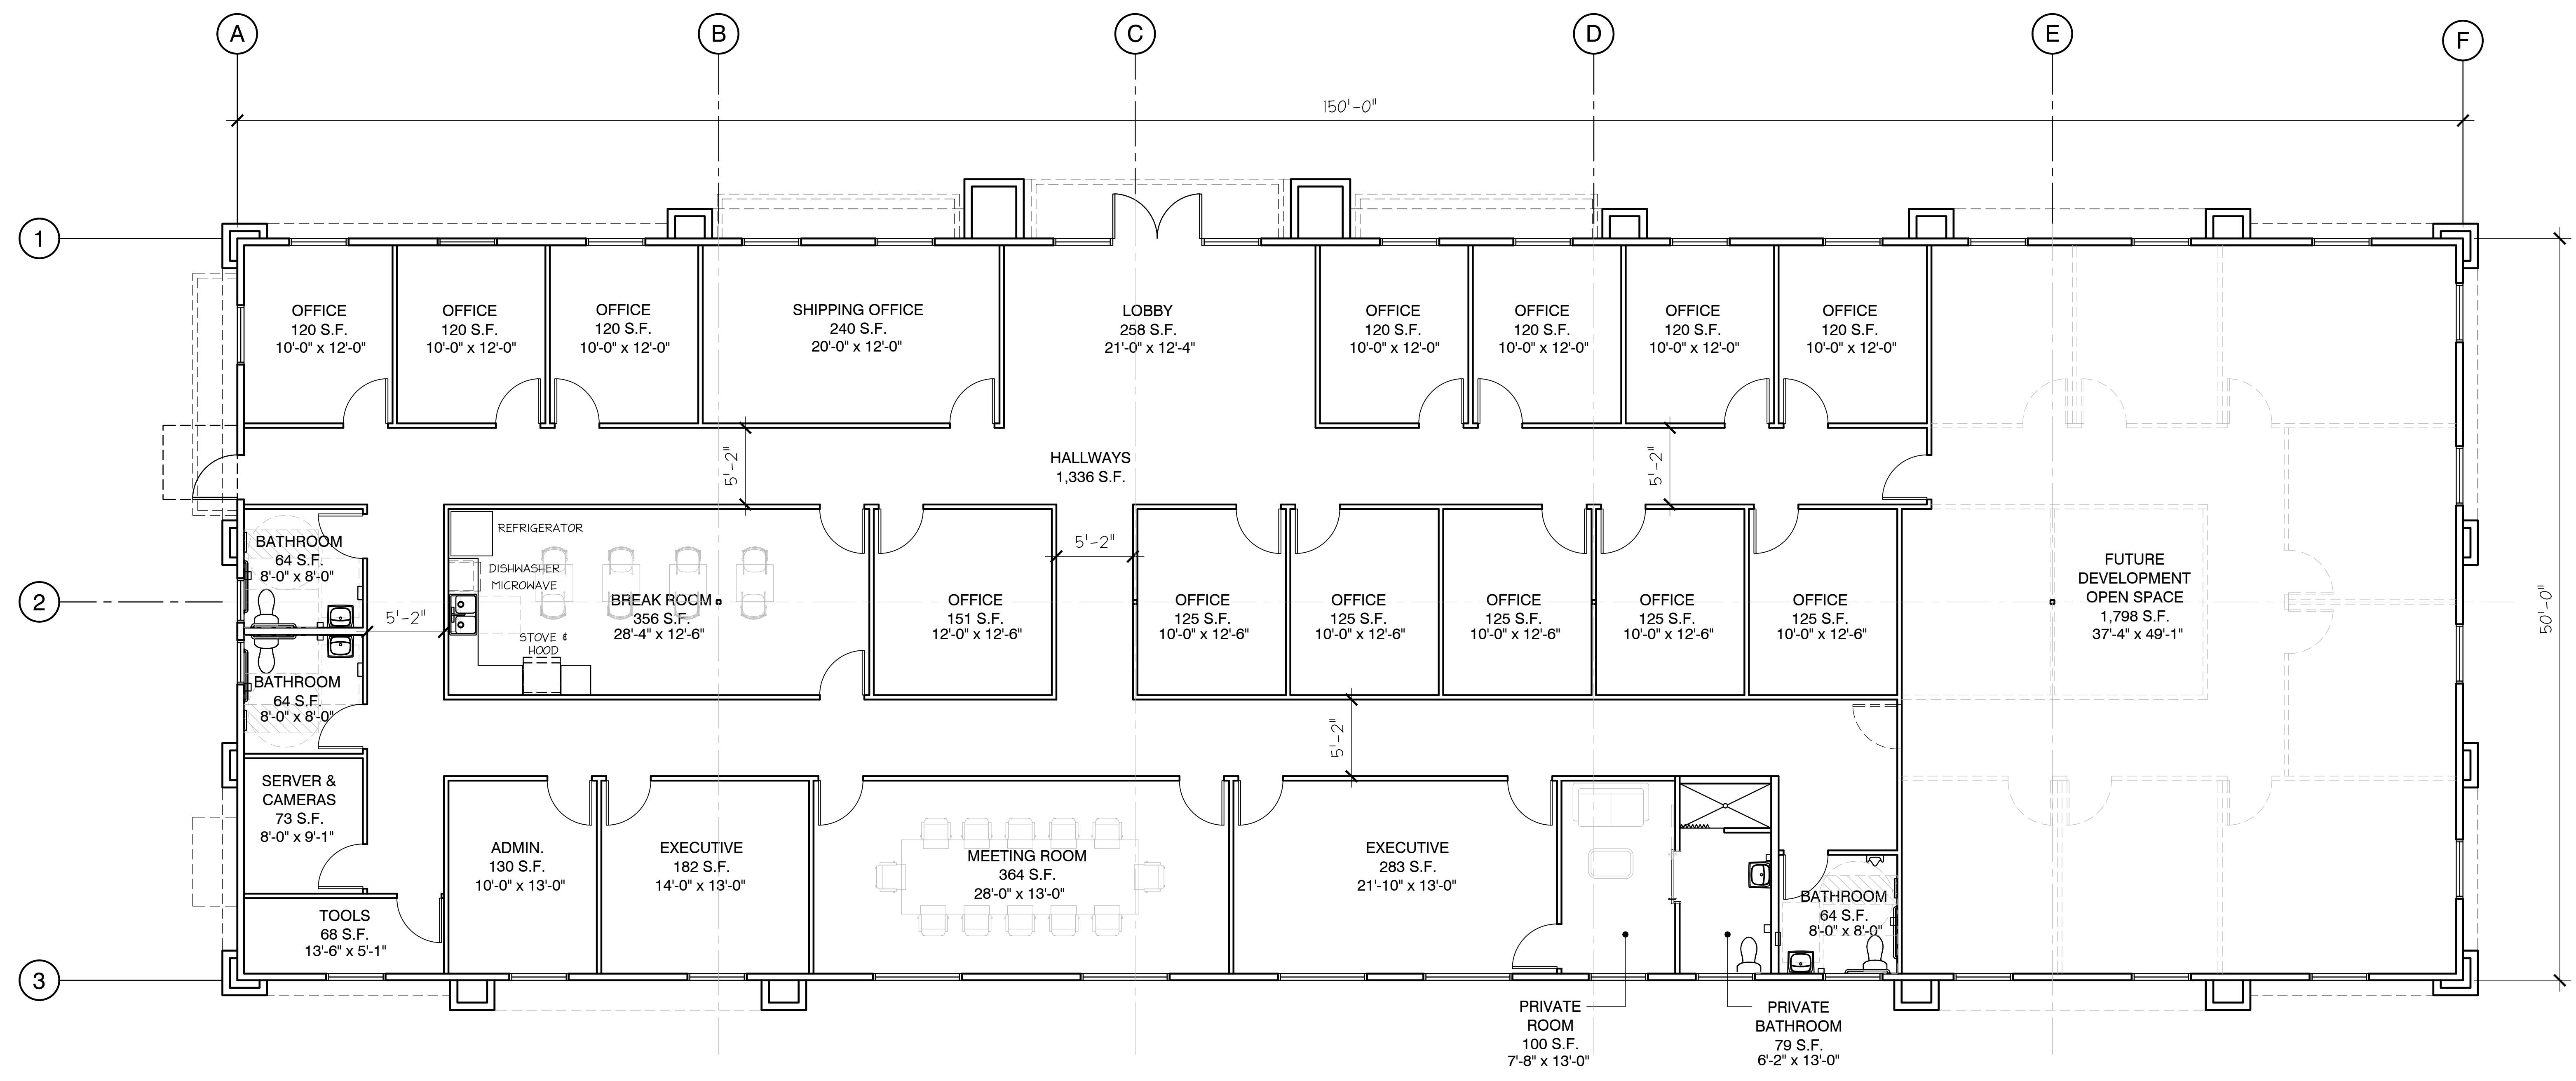 A
B
C
D
E
F
150'-0"
1
2
3
50'-0"
OFFICE
120 S.F.
10'-0" x 12'-0"
OFFICE
120 S.F.
10'-0" x 12'-0"
OFFICE
120 S.F.
10'-0" x 12'-0"
SHIPPING OFFICE
240 S.F.
20'-0" x 12'-0"
LOBBY
258 S.F.
21'-0" x 12'-4"
OFFICE
120 S.F.
10'-0" x 12'-0"
OFFICE
120 S.F.
10'-0" x 12'-0"
OFFICE
120 S.F.
10'-0" x 12'-0"
OFFICE
120 S.F.
10'-0" x 12'-0"
5'-2"
HALLWAYS
1,336 S.F.
5'-2"
BATHROOM
64 S.F.
8'-0" x 8'-0"
5'-2"
REFRIGERATOR
DISHWASHER
MICROWAVE
BREAK ROOM
356 S.F.
28'-4" x 12'-6"
STOVE &
HOOD
OFFICE
151 S.F.
12'-0" x 12'-6"
5'-2"
OFFICE
125 S.F.
10'-0" x 12'-6"
OFFICE
125 S.F.
10'-0" x 12'-6"
OFFICE
125 S.F.
10'-0" x 12'-6"
OFFICE
125 S.F.
10'-0" x 12'-6"
OFFICE
125 S.F.
10'-0" x 12'-6"
FUTURE
DEVELOPMENT
OPEN SPACE
1,798 S.F.
37'-4" x 49'-1"
BATHROOM
64 S.F.
8'-0" x 8'-0"
5'-2"
SERVER &
CAMERAS
73 S.F.
8'-0" x 9'-1"
TOOLS
68 S.F.
13'-6" x 5'-1"
ADMIN.
130 S.F.
10'-0" x 13'-0"
EXECUTIVE
182 S.F.
14'-0" x 13'-0"
MEETING ROOM
364 S.F.
28'-0" x 13'-0"
EXECUTIVE
283 S.F.
21'-10" x 13'-0"
BATHROOM
64 S.F.
8'-0" x 8'-0"
PRIVATE
ROOM
100 S.F.
7'-8" x 13'-0"
PRIVATE
BATHROOM
79 S.F.
6'-2" x 13'-0"